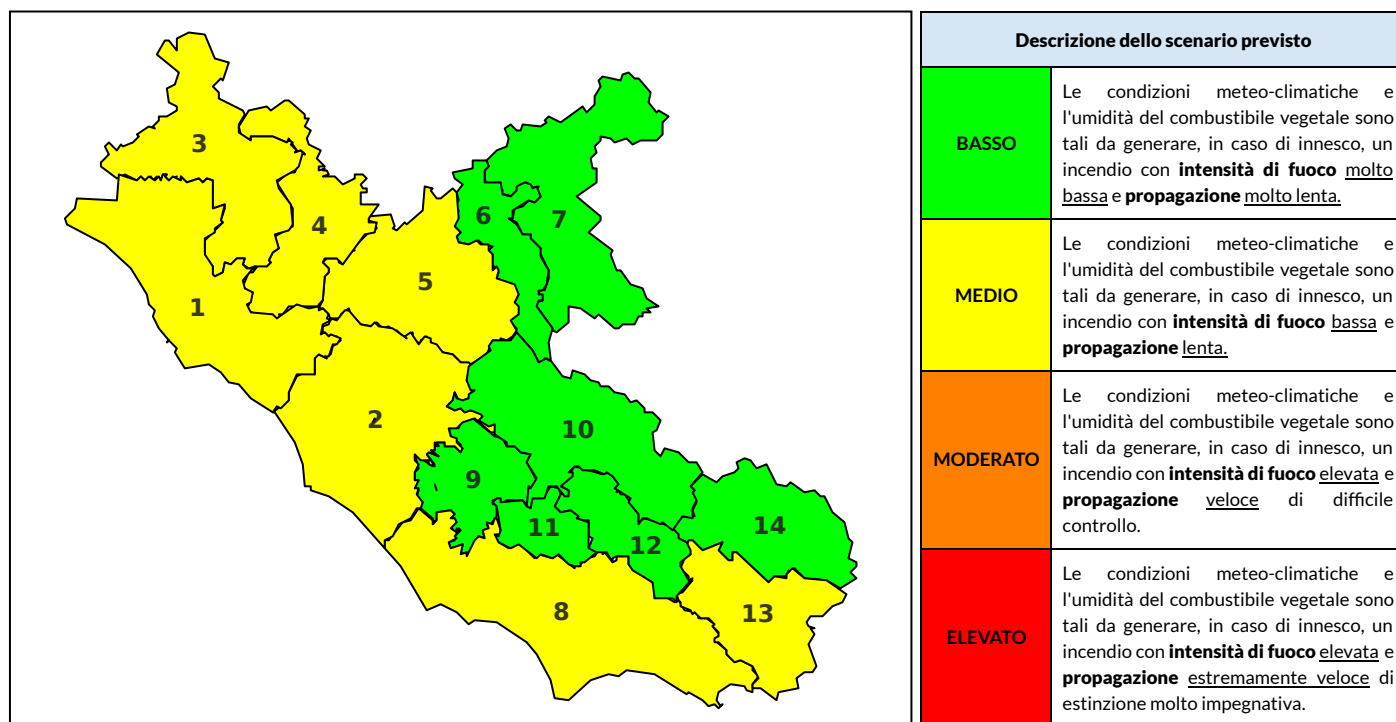 3
4
6
7
5
1
2
10
9
11
12
14
8
13
Descrizione dello scenario previsto
BASSO
Le condizioni meteo-climatiche e
l'umidità del combustibile vegetale sono
tali da generare, in caso di innesco, un
incendio con intensità di fuoco molto
bassa e propagazione molto lenta.
MEDIO
Le condizioni meteo-climatiche e
l'umidità del combustibile vegetale sono
tali da generare, in caso di innesco, un
incendio con intensità di fuoco bassa e
propagazione lenta.
MODERATO
Le condizioni meteo-climatiche e
l'umidità del combustibile vegetale sono
tali da generare, in caso di innesco, un
incendio con intensità di fuoco elevata e
propagazione veloce di difficile
controllo.
ELEVATO
Le condizioni meteo-climatiche e
l'umidità del combustibile vegetale sono
tali da generare, in caso di innesco, un
incendio con intensità di fuoco elevata e
propagazione estremamente veloce di
estinzione molto impegnativa.